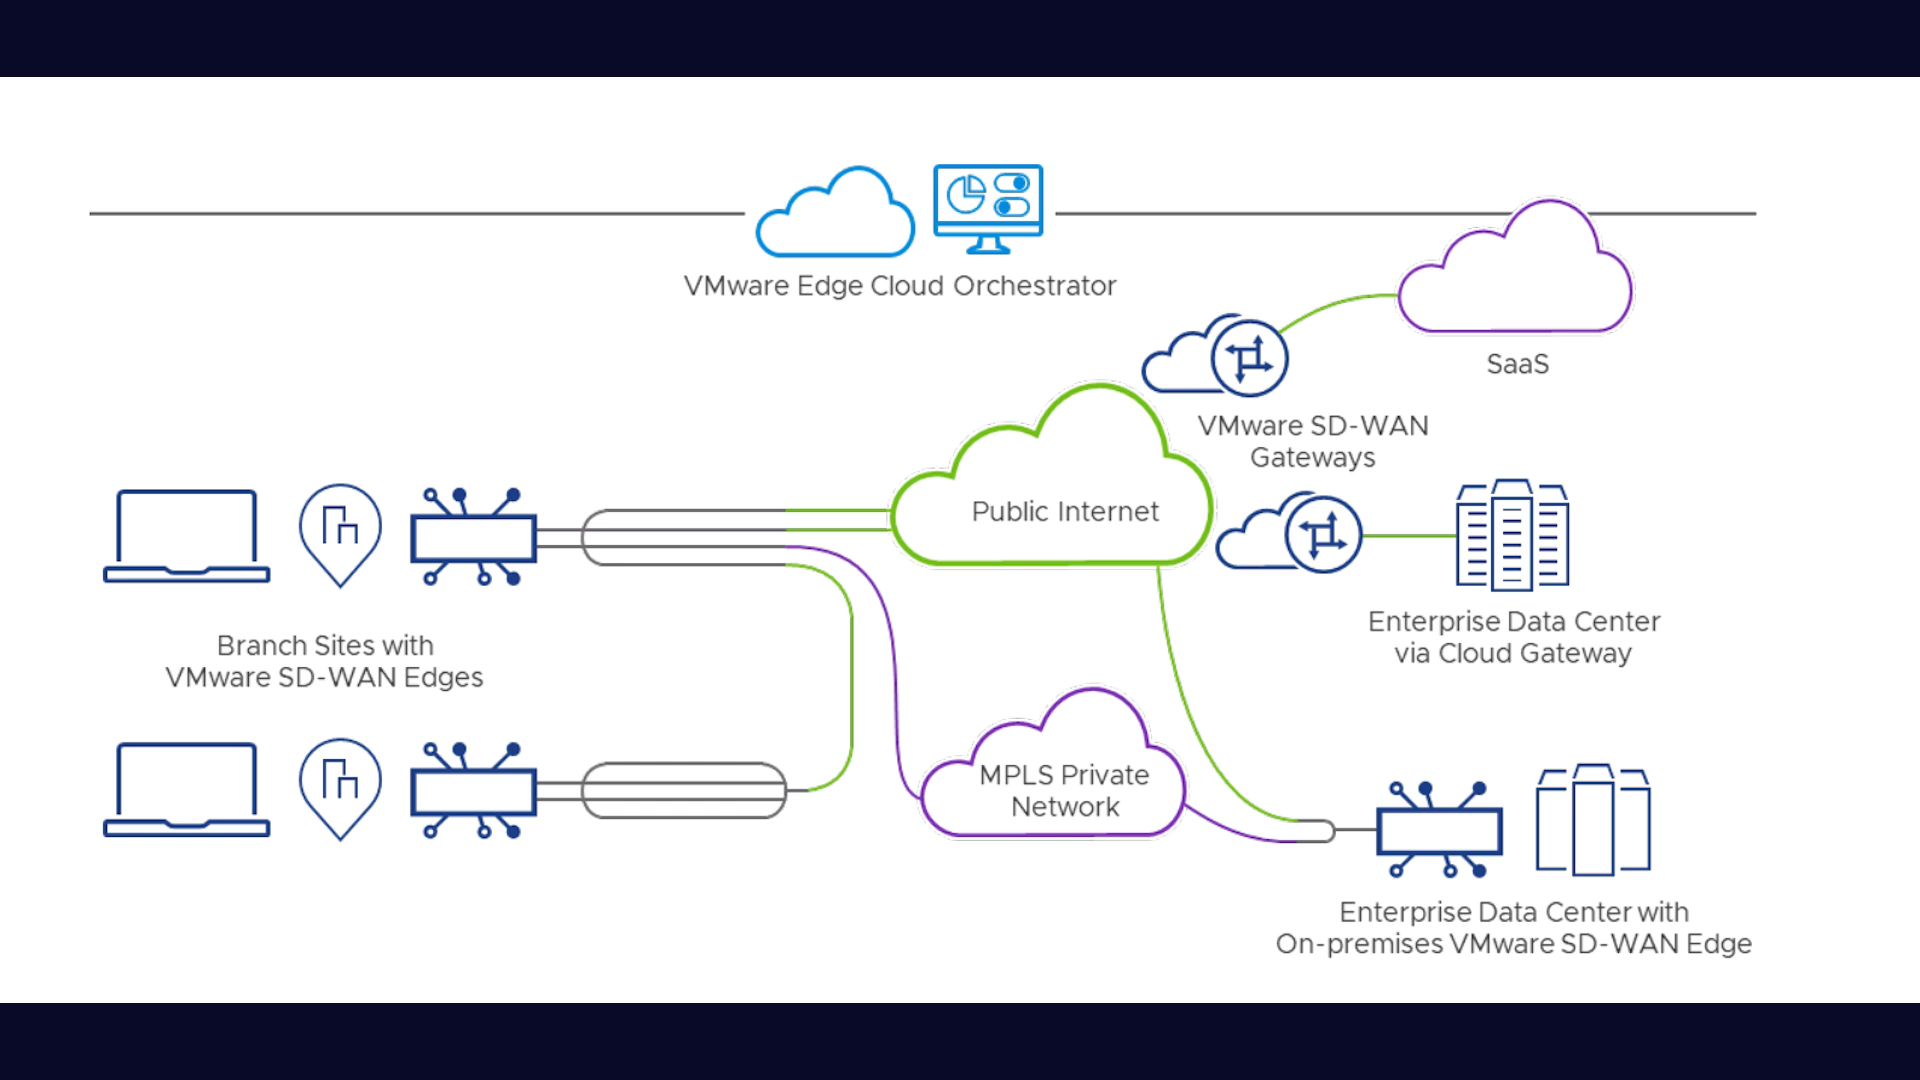 VMware Edge Cloud Orchestrator
SaaS
VMware SD-WAN
Gateways
Public Internet
Enterprise Data Center
via Cloud Gateway
Branch Sites with
VMware SD-WAN Edges
MPLS Private
Network
Enterprise Data Center with
On-premises VMware SD-WAN Edge